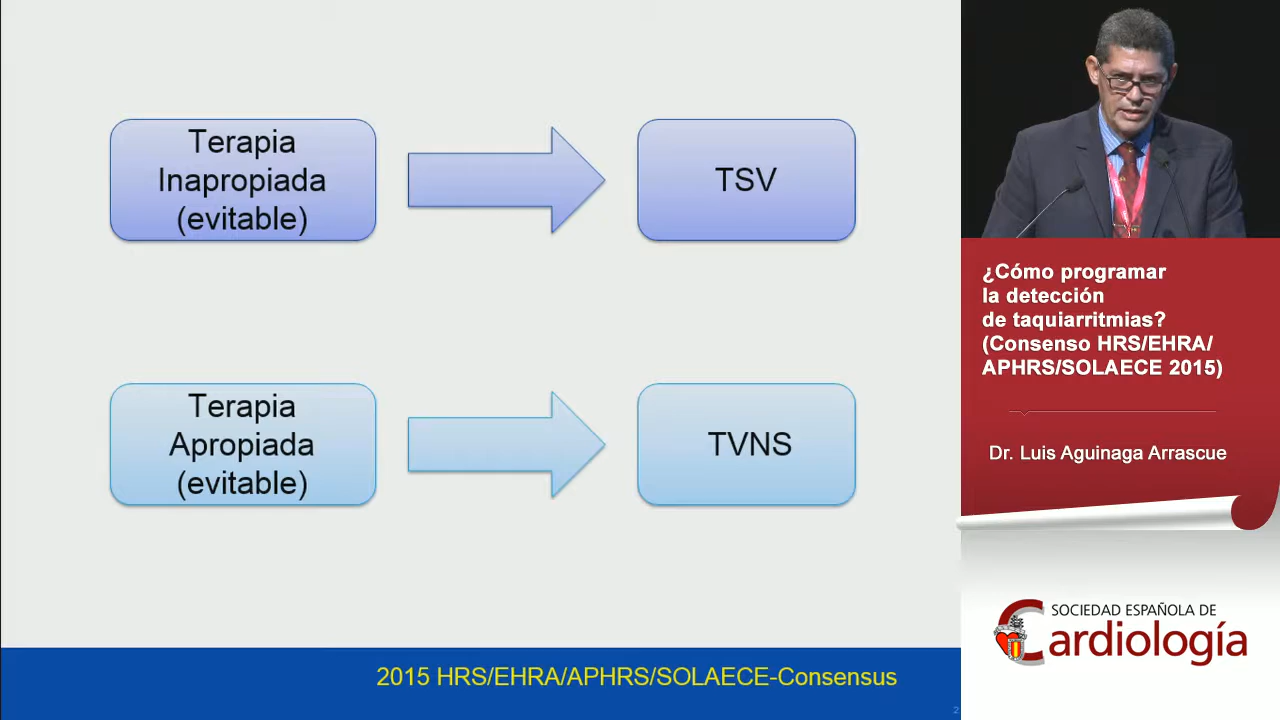 Terapia
Inapropiada
(evitable)
TSV
Terapia
Apropiada
(evitable)
TVNS
2015 HRS/EHRA/APHRS/SOLAECE-Consensus
2
¿Cómo programar
la detección
de taquiarritmias?
(Consenso HRS/EHRA/
APHRS/SOLAECE 2015)
Dr. Luis Aguinaga Arrascue
SOCIEDAD ESPAÑOLA DE
Cardiología